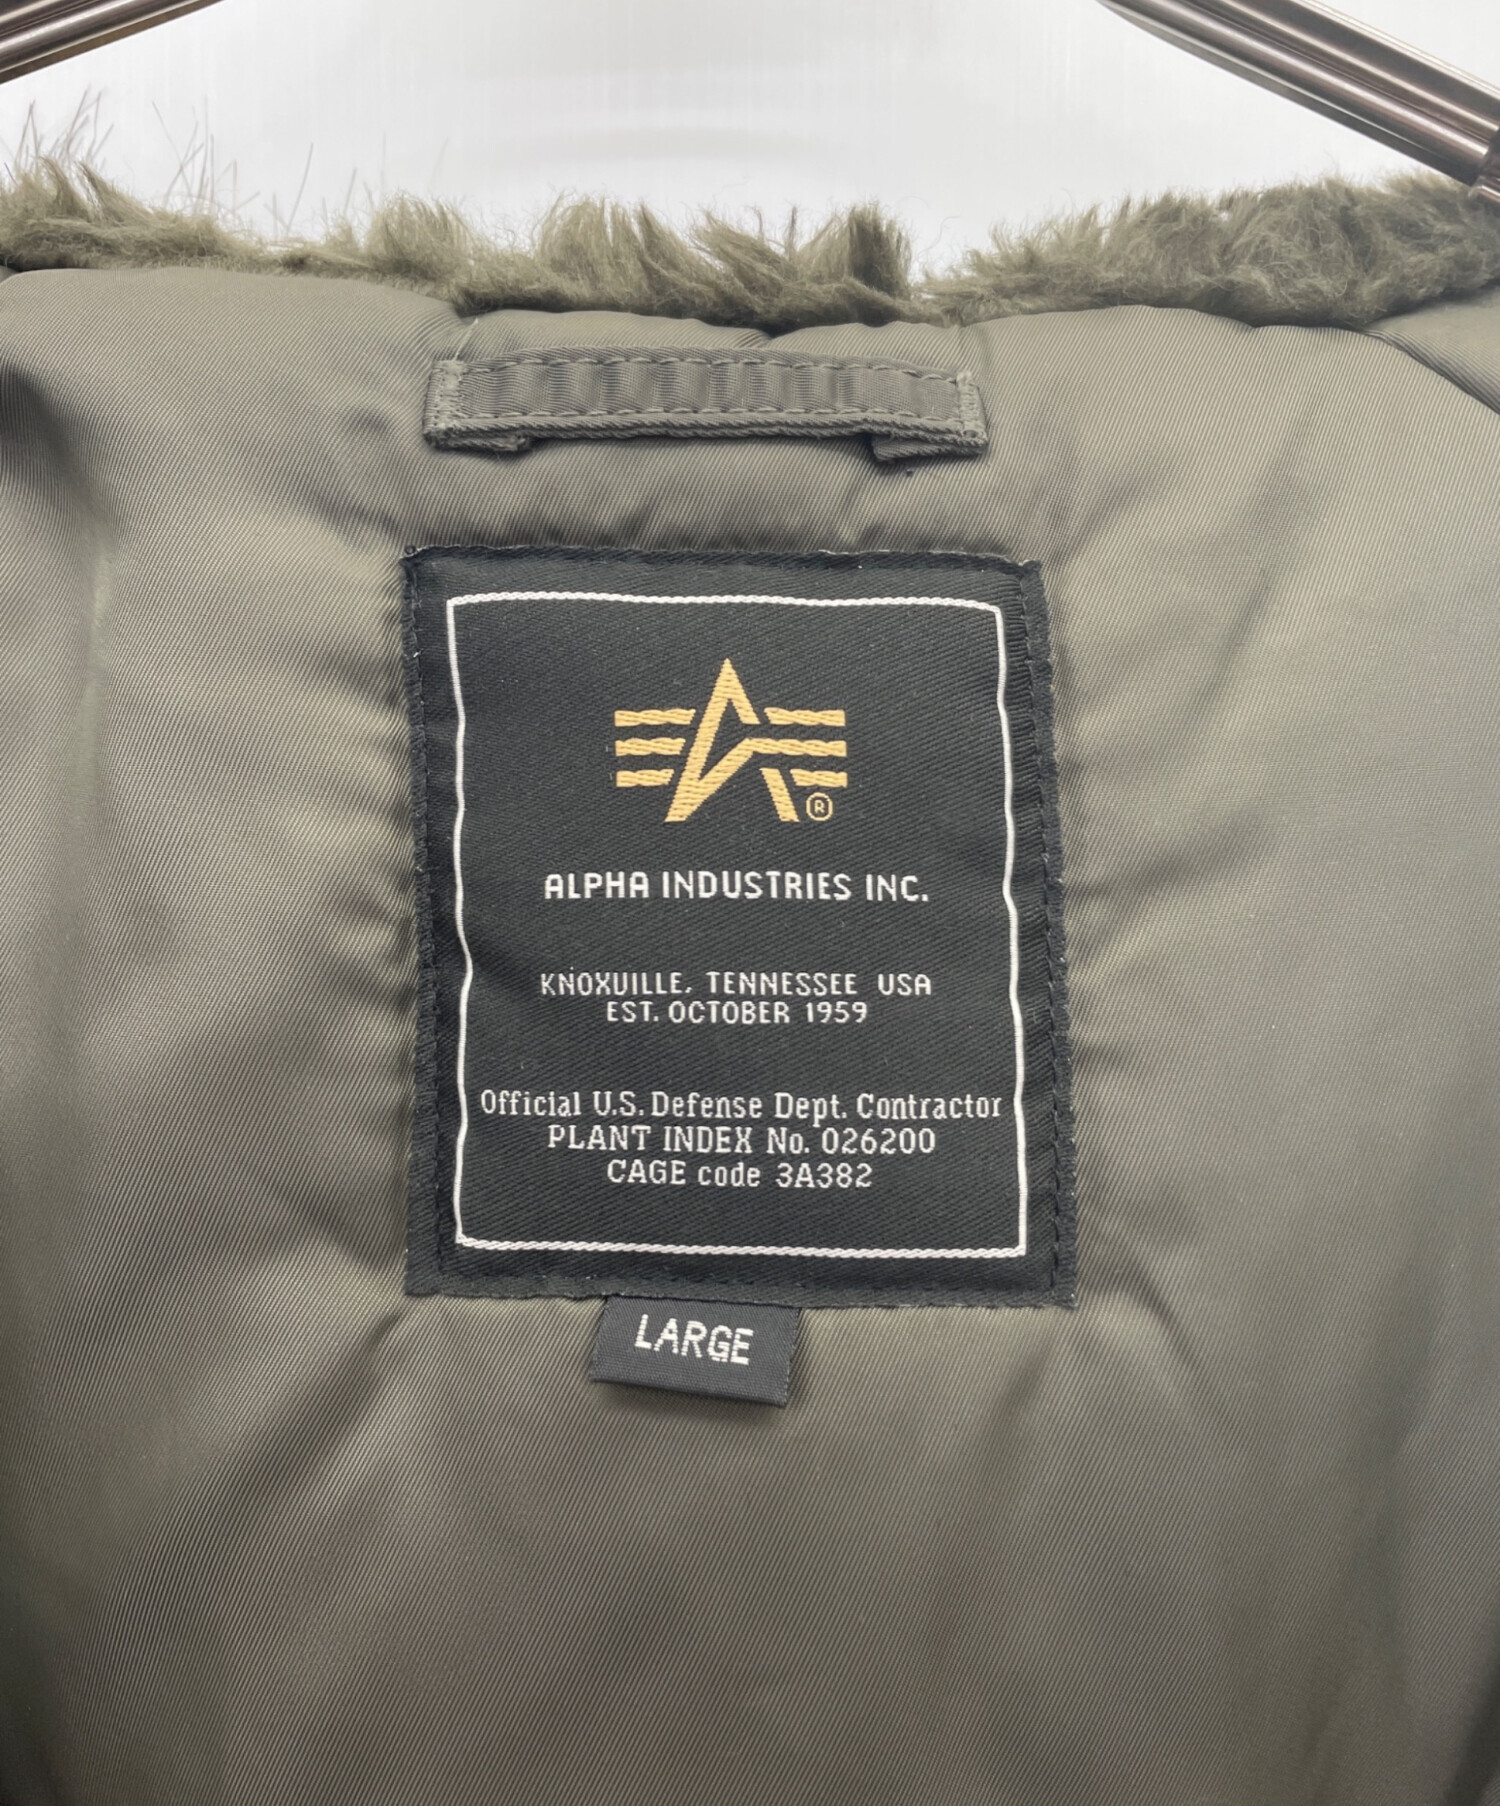 ®
ALPHA INDUSTRIES INC.
KNOXVILLE, TENNESSEE USA
EST. OCTOBER 1959
Official U.S. Defense Dept. Contractor
PLANT INDEX No. 026200
CAGE code 3A382
LARGE